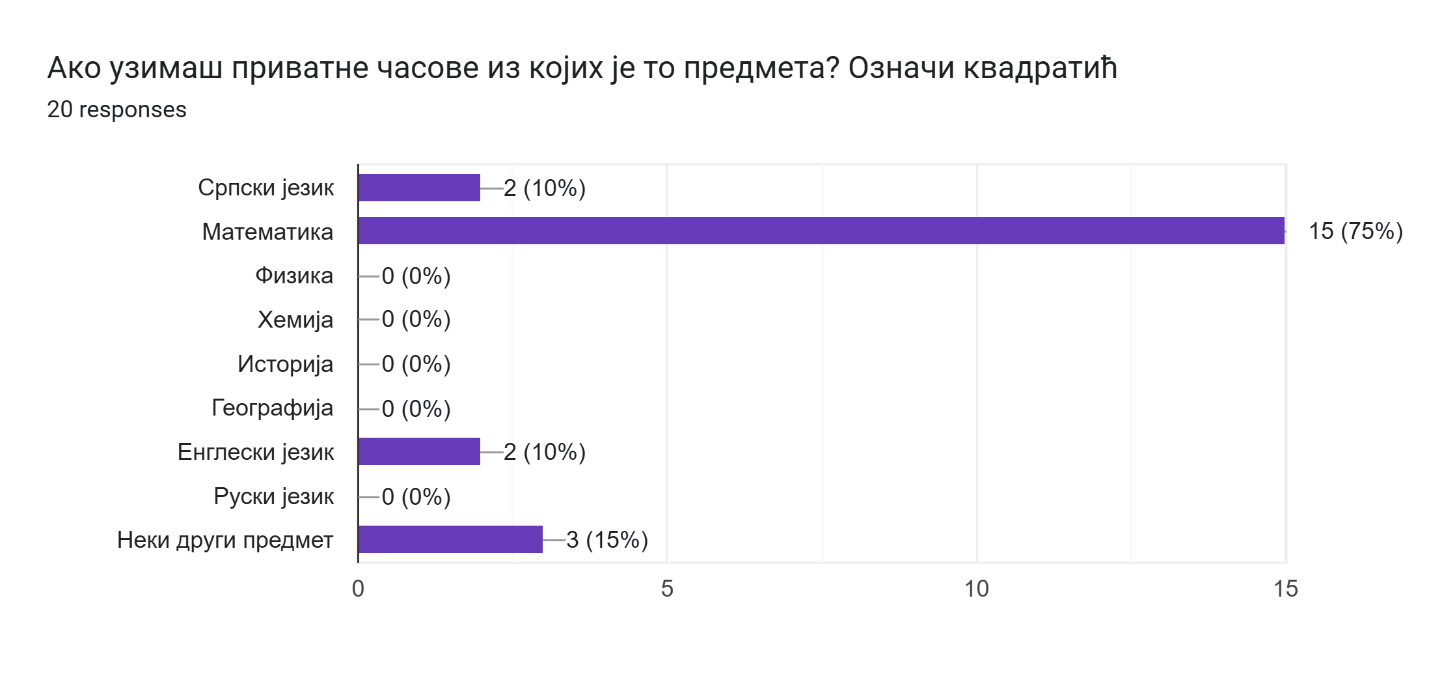 Ако узимаш приватне часове из којих је то предмета? Означи квадратић
20 responses
Српски језик 2 (10%)
Математика 15 (75%)
Физика 0 (0%)
Хемија 0 (0%)
Историја 0 (0%)
Географија 0 (0%)
Енглески језик 2 (10%)
Руски језик 0 (0%)
Неки други предмет 3 (15%)
0 5 10 15